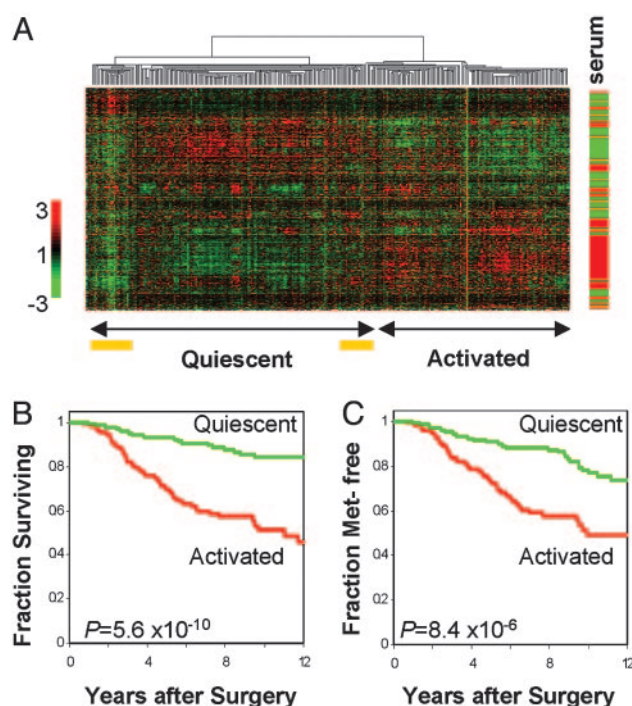 A
serum
3
1
-3
Quiescent
Activated
B
Fraction Surviving
1
0.8
0.6
0.4
0.2
0
Quiescent
Activated
P=5.6 x10-10
0
4
8
12
Years after Surgery
C
Fraction Met- free
1
0.8
0.6
0.4
0.2
0
Quiescent
Activated
P=8.4 x10-6
0
4
8
12
Years after Surgery